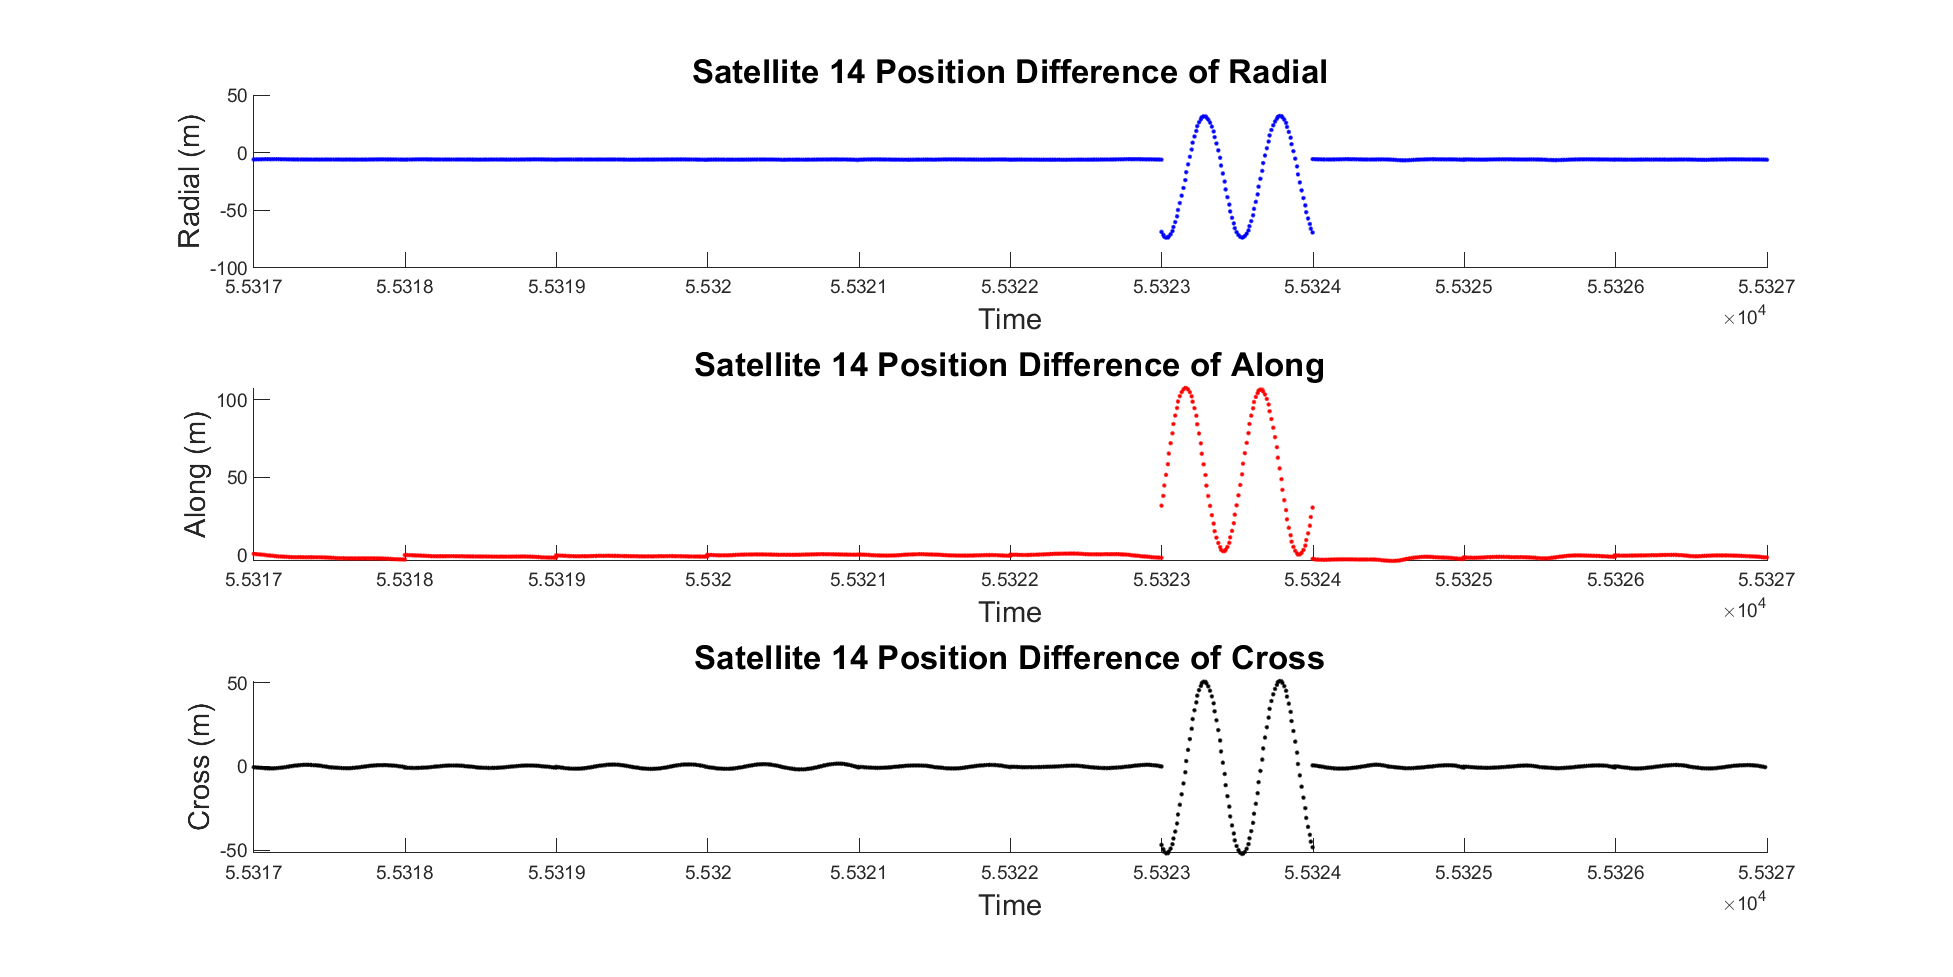 Satellite 14 Position Difference of Radial
Radial (m)
50
0
-50
-100
5.5317 5.5318 5.5319 5.532 5.5321 5.5322 5.5323 5.5324 5.5325 5.5326 5.5327
Time
×10^4
Satellite 14 Position Difference of Along
Along (m)
100
50
0
5.5317 5.5318 5.5319 5.532 5.5321 5.5322 5.5323 5.5324 5.5325 5.5326 5.5327
Time
×10^4
Satellite 14 Position Difference of Cross
Cross (m)
50
0
-50
5.5317 5.5318 5.5319 5.532 5.5321 5.5322 5.5323 5.5324 5.5325 5.5326 5.5327
Time
×10^4